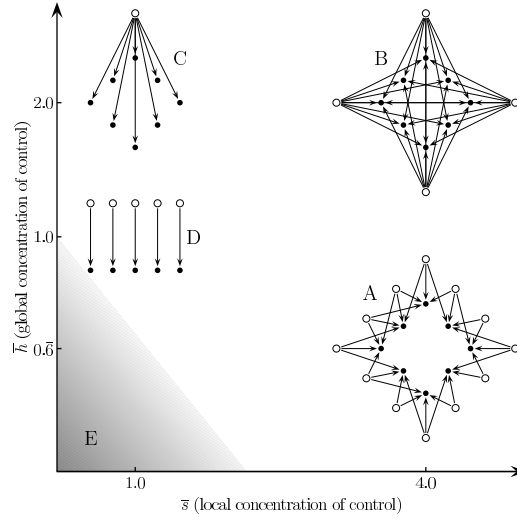 C
B
2.0
1.0
D
A
0.6
E
h̅ (global concentration of control)
1.0
4.0
s̅ (local concentration of control)